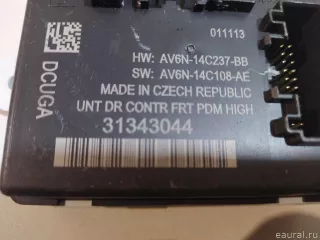 011113
HW: AV6N-14C237-BB
SW: AV6N-14C108-AE
MADE IN CZECH REPUBLIC
UNT DR CONTR FRT PDM HIGH
31343044
DCUGA
eaural.ru